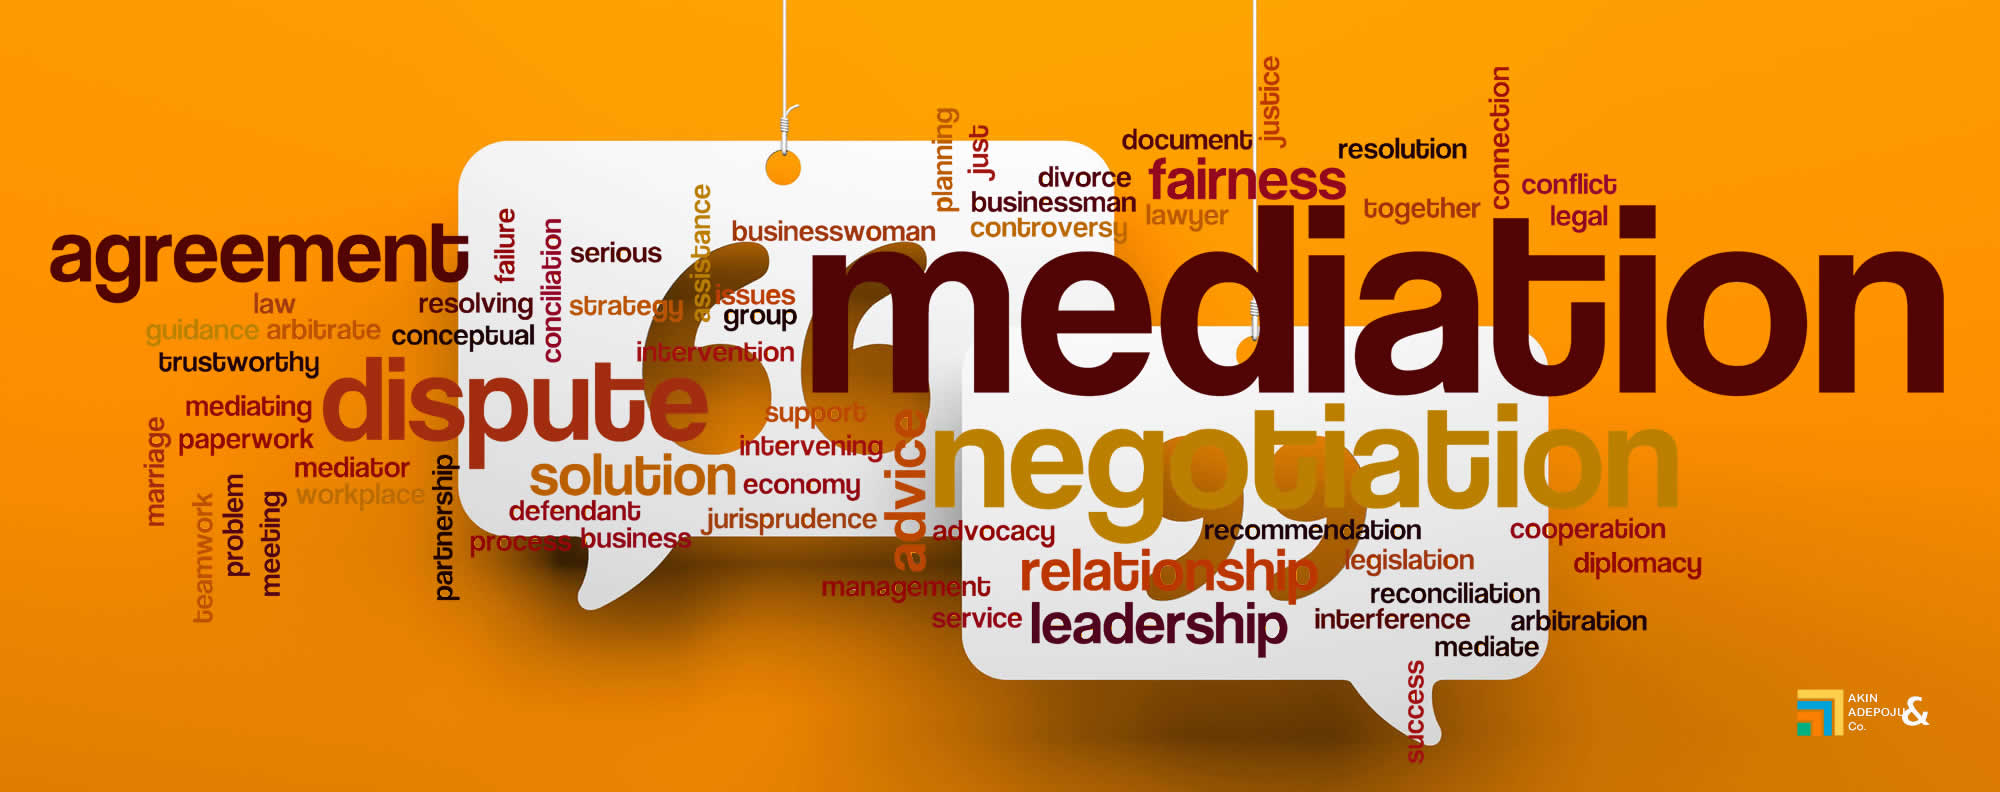 agreement
law
guidance
arbitrate
trustworthy
mediating
paperwork
marriage
mediator
workplace
teamwork
problem
meeting
partnership
failure
conciliation
resolving
conceptual
serious
strategy
assistance
businesswoman
issues
group
intervention
dispute
solution
support
intervening
economy
defendant
jurisprudence
process
business
advice
planning
just
divorce
businessman
controversy
document
justice
fairness
lawyer
resolution
together
connection
conflict
legal
mediation
negotiation
advocacy
recommendation
cooperation
relationship
legislation
diplomacy
management
reconciliation
service
leadership
interference
arbitration
mediate
success
AKIN
ADEPOJU &
Co.